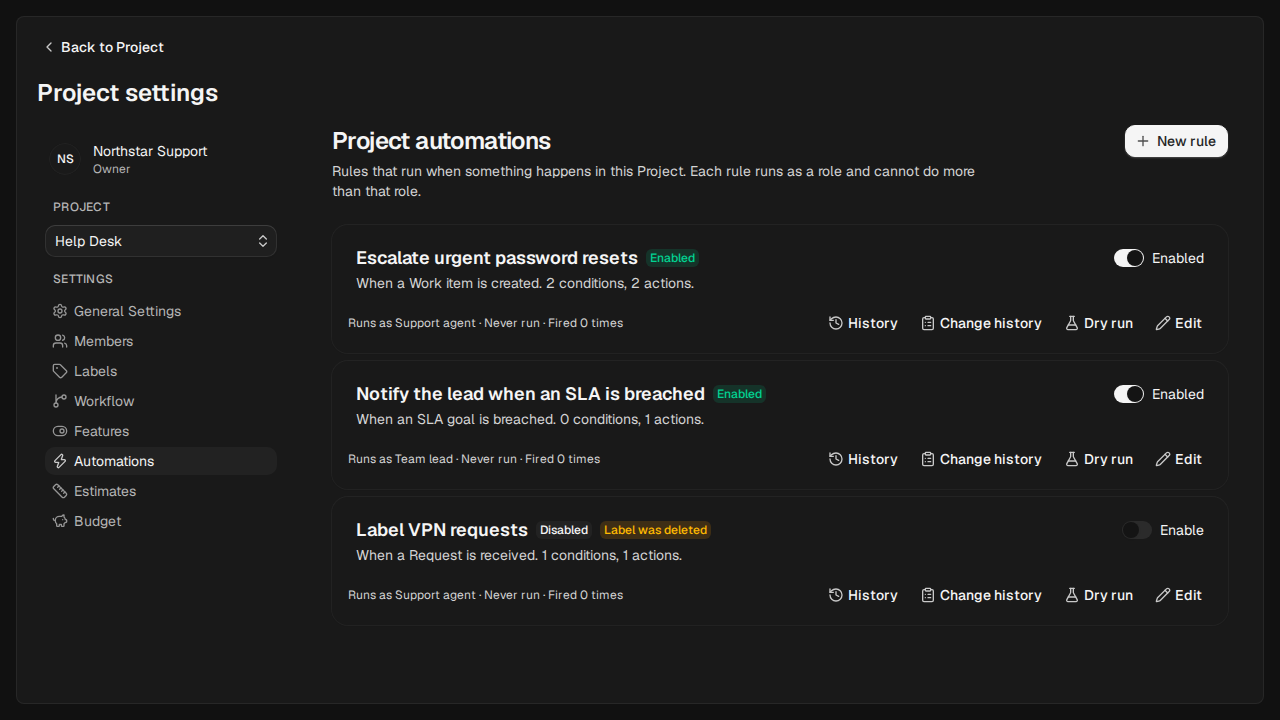 Back to Project
Project settings
NS
Northstar Support
Owner
PROJECT
Help Desk
SETTINGS
General Settings
Members
Labels
Workflow
Features
Automations
Estimates
Budget
Project automations
New rule
Rules that run when something happens in this Project. Each rule runs as a role and cannot do more
than that role.
Escalate urgent password resets Enabled
Enabled
When a Work item is created. 2 conditions, 2 actions.
Runs as Support agent · Never run · Fired 0 times
History Change history Dry run Edit
Notify the lead when an SLA is breached Enabled
Enabled
When an SLA goal is breached. 0 conditions, 1 actions.
Runs as Team lead · Never run · Fired 0 times
History Change history Dry run Edit
Label VPN requests Disabled Label was deleted
Enable
When a Request is received. 1 conditions, 1 actions.
Runs as Support agent · Never run · Fired 0 times
History Change history Dry run Edit